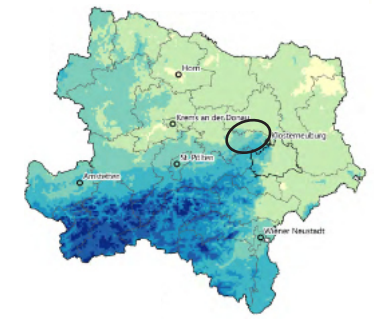 Horn
Krems an der Donau
Klosterneuburg
St. Pölten
Amstetten
Wiener Neustadt